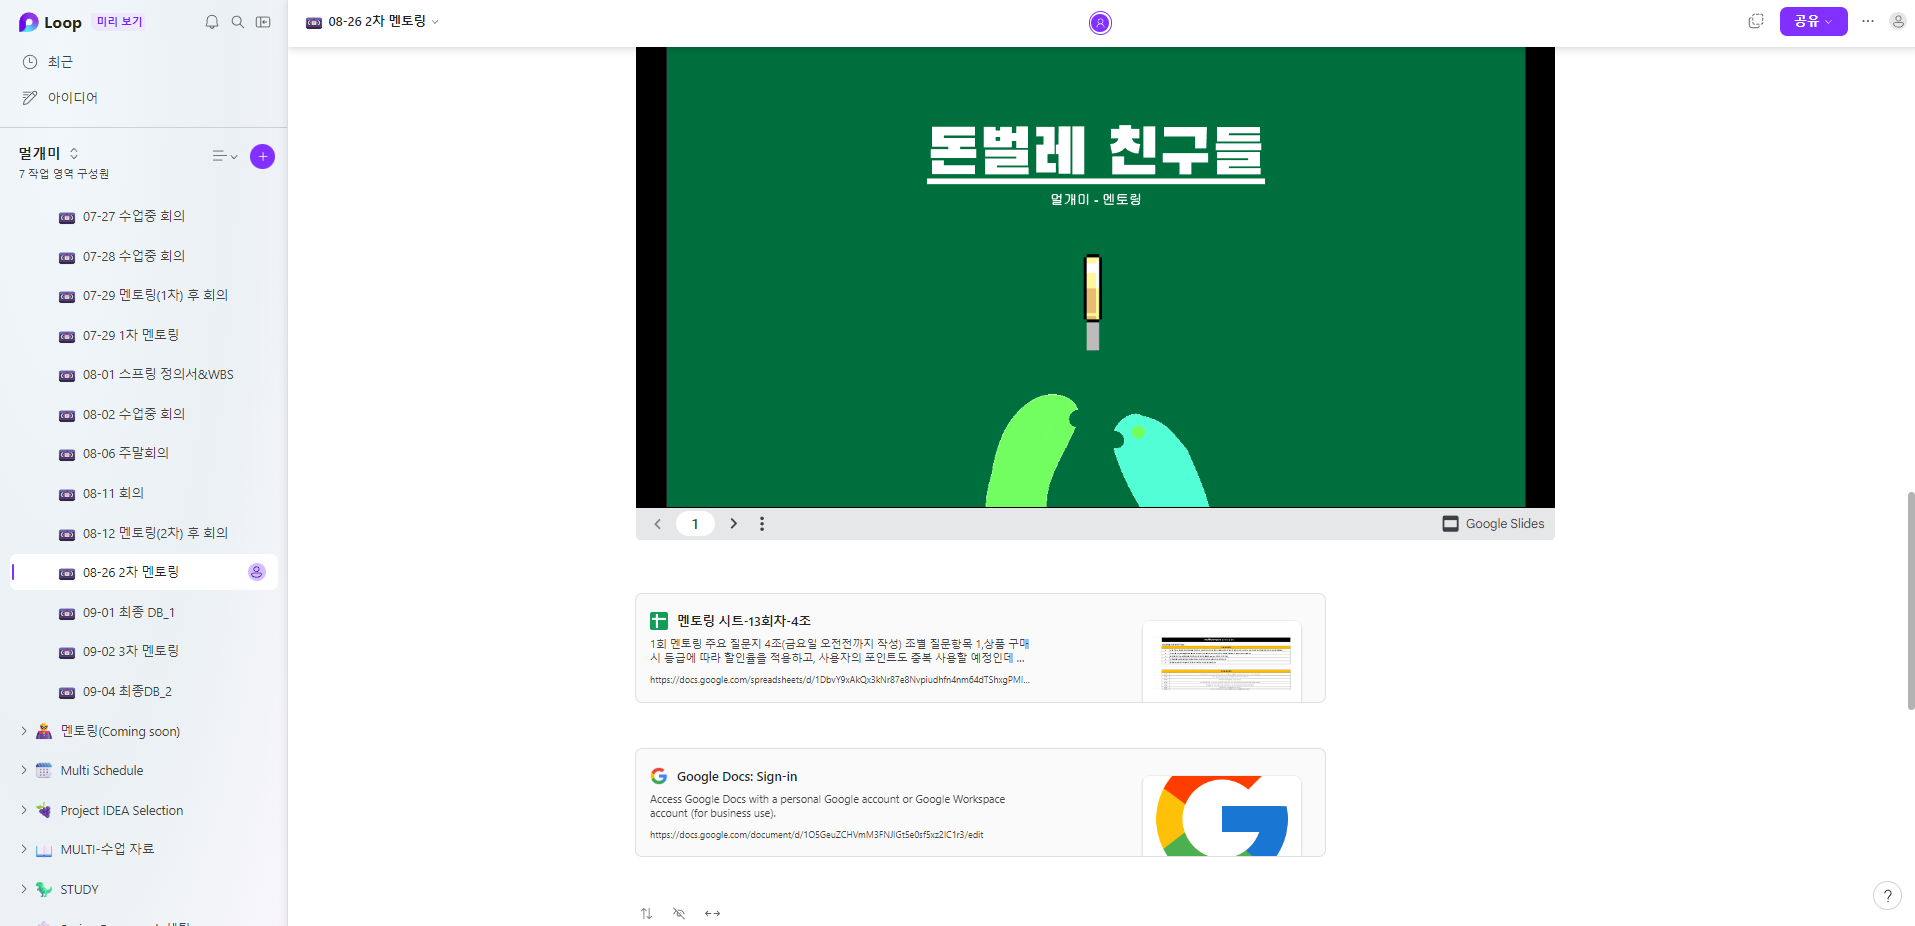 Loop 미리 보기
최근
아이디어
멀개미
7 작업 영역 구성원
07-27 수업중 회의
07-28 수업중 회의
07-29 멘토링(1차) 후 회의
07-29 1차 멘토링
08-01 스프링 정의서&WBS
08-02 수업중 회의
08-06 주말회의
08-11 회의
08-12 멘토링(2차) 후 회의
08-26 2차 멘토링
09-01 최종 DB_1
09-02 3차 멘토링
09-04 최종DB_2
멘토링(Coming soon)
Multi Schedule
Project IDEA Selection
MULTI-수업 자료
STUDY
08-26 2차 멘토링
공유
돈벌레 친구들
멀개미 - 멘토링
1
Google Slides
멘토링 시트-13회차-4조
1회 멘토링 주요 질문지 4조(금요일 오전전까지 작성) 조별 질문항목 1,상품 구매
시 등급에 따라 할인율을 적용하고, 사용자의 포인트도 중복 사용할 예정인데 ...
https://docs.google.com/spreadsheets/d/1DbvY9xAkQx3kNr87e8Nvpiudhfn4nm64dTShxgPMI...
Google Docs: Sign-in
Access Google Docs with a personal Google account or Google Workspace
account (for business use).
https://docs.google.com/document/d/1O5GeuZCHVmM3FNJIGt5e0sf5xz2IC1r3/edit
?